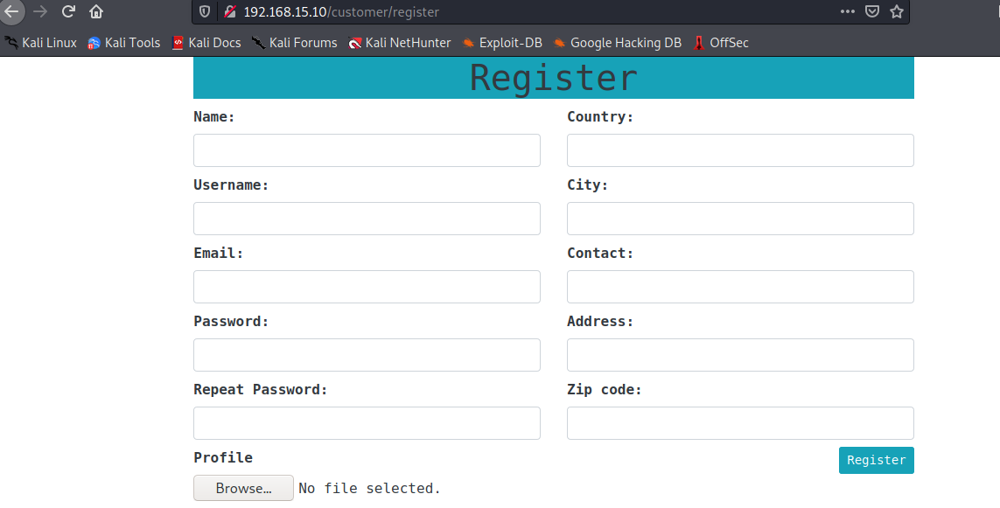 192.168.15.10/customer/register
Kali Linux Kali Tools Kali Docs Kali Forums Kali NetHunter Exploit-DB Google Hacking DB OffSec
Register
Name: Country:
Username: City:
Email: Contact:
Password: Address:
Repeat Password: Zip code:
Profile Register
Browse... No file selected.